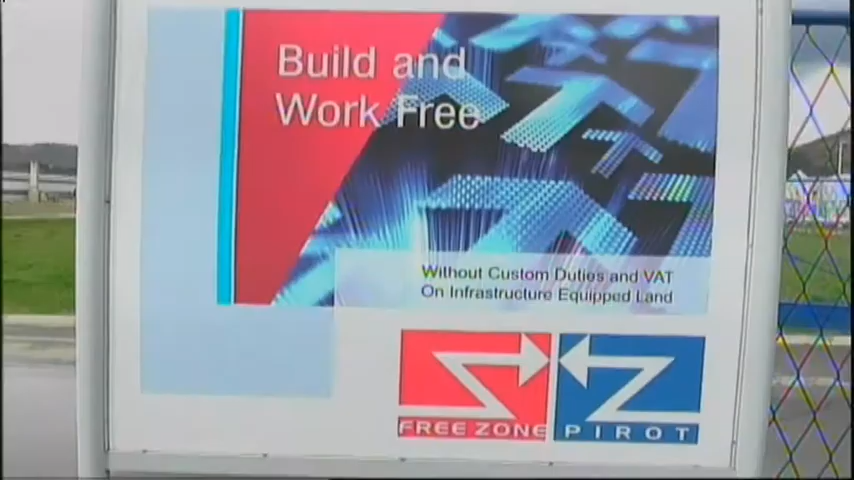 Build and
Work Free
Without Custom Duties and VAT
On Infrastructure Equipped Land
FREE ZONE
PIROT